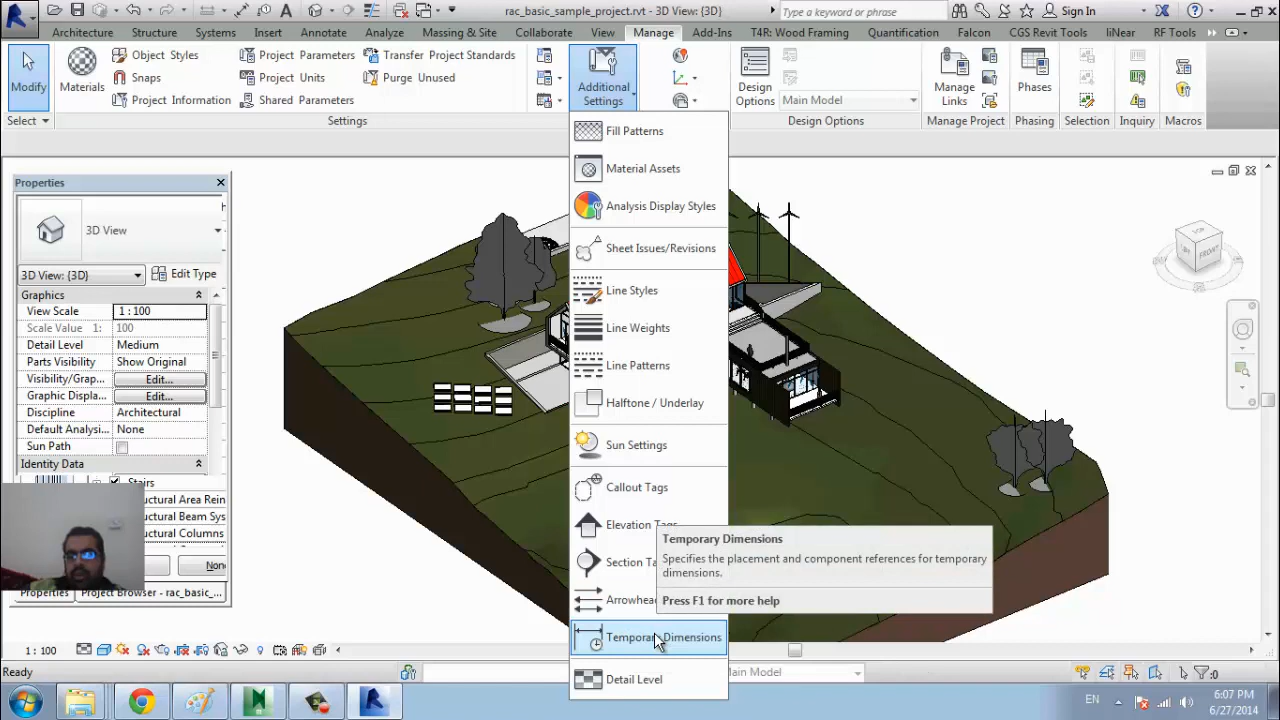 rac_basic_sample_project.rvt - 3D View: {3D}
Type a keyword or phrase
Sign In
Architecture Structure Systems Insert Annotate Analyze Massing & Site Collaborate View Manage Add-Ins T4R: Wood Framing Quantification Falcon CGS Revit Tools liNear RF Tools
Modify
Select
Materials
Object Styles
Snaps
Project Information
Project Parameters
Project Units
Shared Parameters
Transfer Project Standards
Purge Unused
Settings
Additional
Settings
Design
Options
Main Model
Design Options
Manage
Links
Manage Project
Phases
Phasing
Selection
Inquiry
Macros
Fill Patterns
Material Assets
Analysis Display Styles
Sheet Issues/Revisions
Line Styles
Line Weights
Line Patterns
Halftone / Underlay
Sun Settings
Callout Tags
Elevation Tags
Section Ta
Arrowhea
Temporary Dimensions
Detail Level
Temporary Dimensions
Specifies the placement and component references for temporary
dimensions.
Press F1 for more help
Properties
3D View
3D View: {3D}
Edit Type
Graphics
View Scale 1 : 100
Scale Value 1: 100
Detail Level Medium
Parts Visibility Show Original
Visibility/Grap... Edit...
Graphic Displa... Edit...
Discipline Architectural
Default Analysi... None
Sun Path
Identity Data
Stairs
uctural Area Rein
uctural Beam Sys
uctural Columns
None
Properties Project Browser - rac_basic_...
FRONT
1 : 100
Ready
Main Model
:0
EN
6:07 PM
6/27/2014